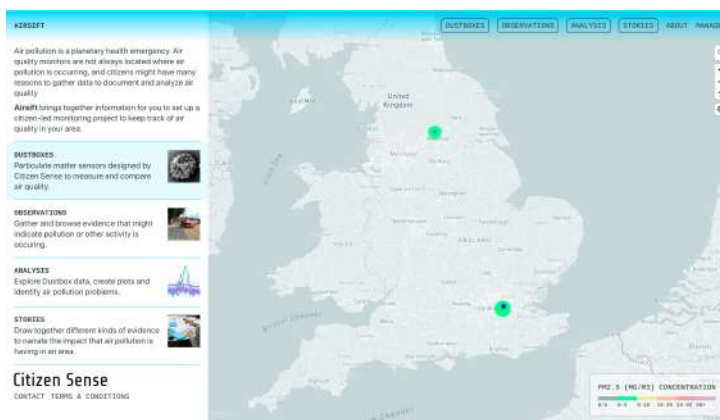 AIRSIFT
DUSTBOXES OBSERVATIONS ANALYSIS STORIES ABOUT
Air pollution is a planetary health emergency. Air
quality monitors are not always located where air
pollution is occurring, and citizens might have many
reasons to gather data to document and analyze air
quality
Airsift brings together information for you to set up a
citizen-led monitoring project to keep track of air
quality in your area.
DUSTBOXES
Particulate matter sensors designed by
Citizen Sense to measure and compare
air quality.
OBSERVATIONS
Gather and browse evidence that might
indicate pollution or other activity is
occuring.
ANALYSIS
Explore Dustbox data, create plots and
identify air pollution problems.
STORIES
Draw together different kinds of evidence
to narrate the impact that air pollution is
having in an area.
Citizen Sense
CONTACT TERMS & CONDITIONS
United
Kingdom
ENGLAND
WALES
PM2.5 (MG/M3) CONCENTRATION